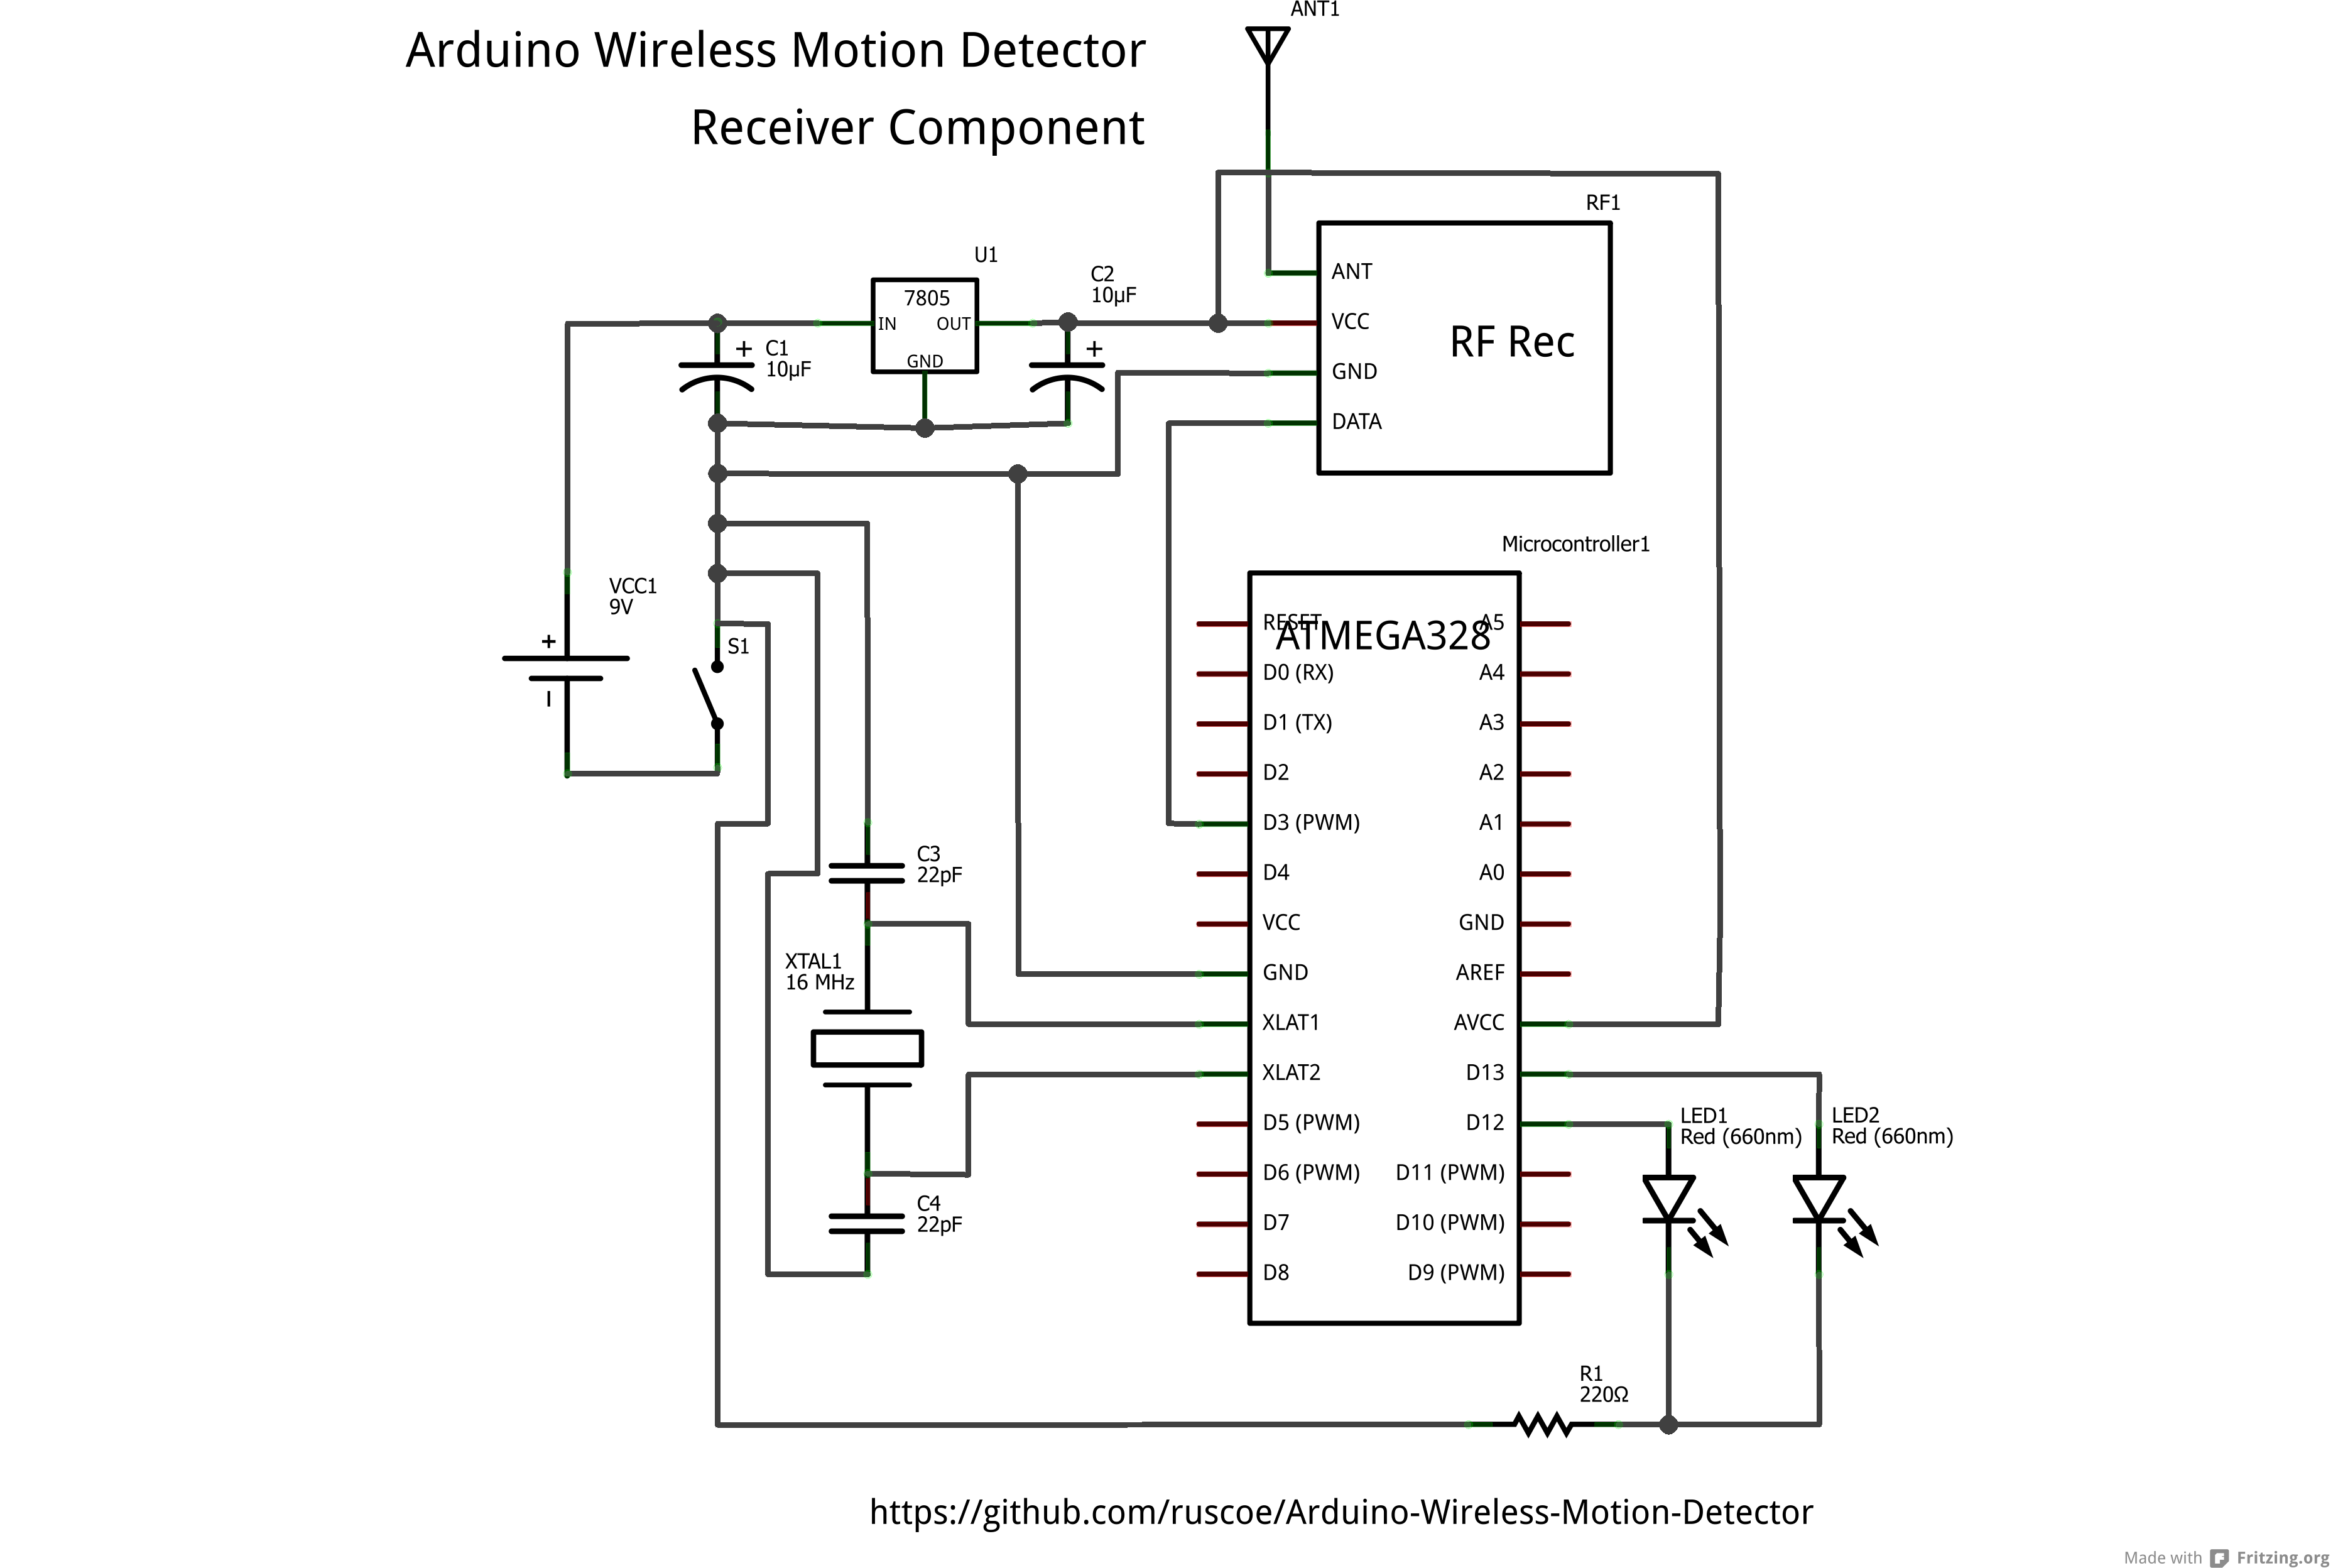 ANT1
Arduino Wireless Motion Detector
Receiver Component
RF1
U1
C2
10µF
7805
IN
OUT
GND
C1
10µF
+
+
ANT
VCC
GND
DATA
RF Rec
Microcontroller1
VCC1
9V
+
S1
ATMEGA328
RESET
D0 (RX)
D1 (TX)
D2
D3 (PWM)
D4
VCC
GND
XLAT1
XLAT2
D5 (PWM)
D6 (PWM)
D7
D8
A5
A4
A3
A2
A1
A0
GND
AREF
AVCC
D13
D12
D11 (PWM)
D10 (PWM)
D9 (PWM)
C3
22pF
XTAL1
16 MHz
C4
22pF
LED1
Red (660nm)
LED2
Red (660nm)
R1
220Ω
https://github.com/ruscoe/Arduino-Wireless-Motion-Detector
Made with Fritzing.org